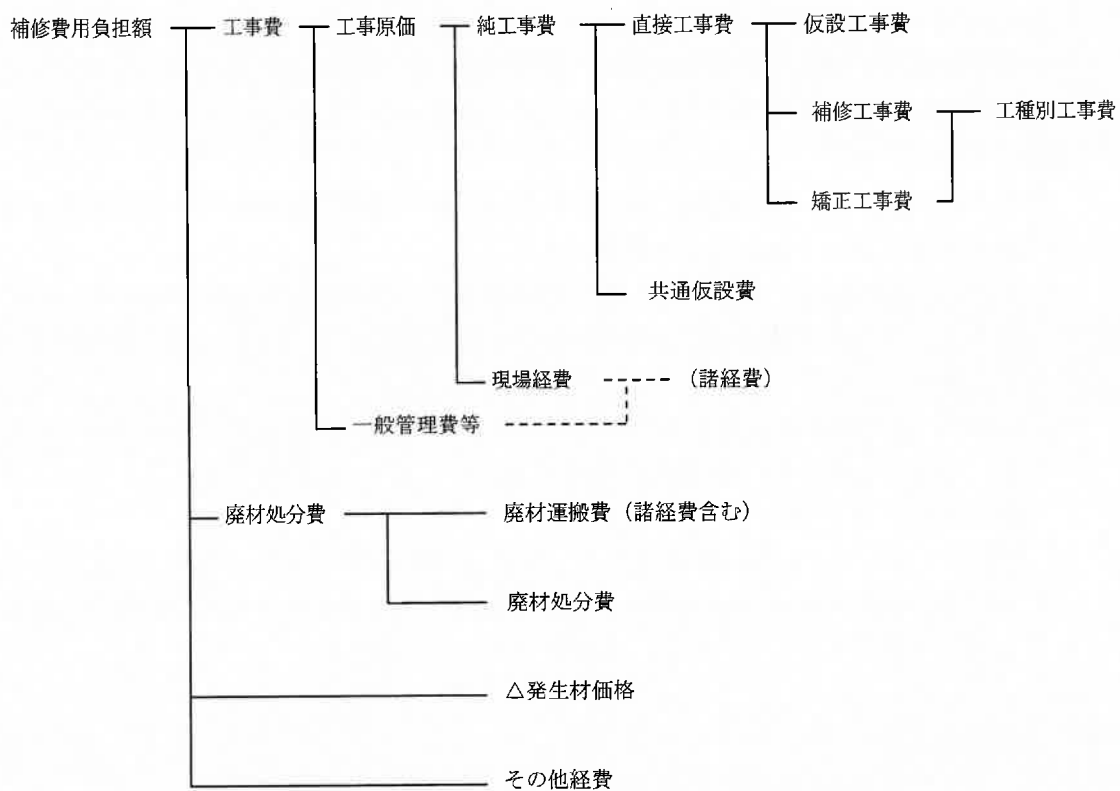 補修費用負担額 工事費 工事原価 純工事費 直接工事費 仮設工事費
補修工事費 工種別工事費
矯正工事費
共通仮設費
現場経費 (諸経費)
一般管理費等
廃材処分費 廃材運搬費（諸経費含む）
廃材処分費
△発生材価格
その他経費